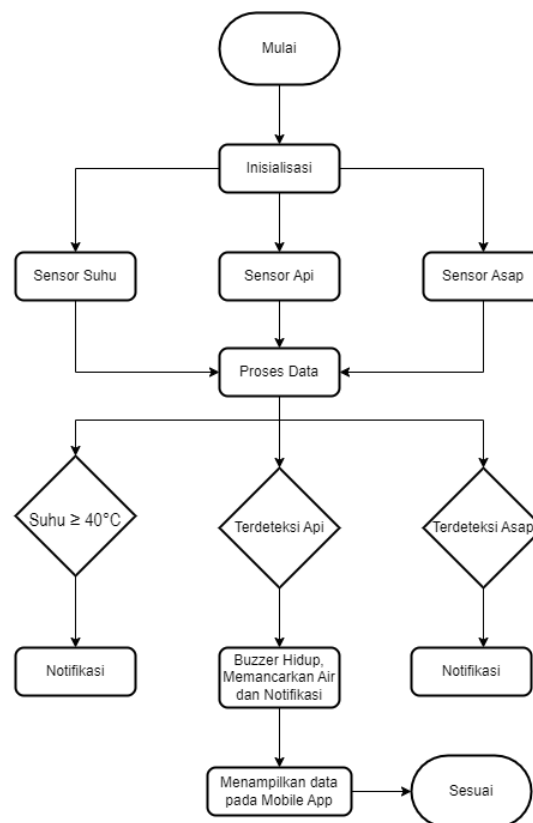 Mulai
Inisialisasi
Sensor Suhu
Sensor Api
Sensor Asap
Proses Data
Suhu ≥ 40°C
Terdeteksi Api
Terdeteksi Asap
Notifikasi
Buzzer Hidup,
Memancarkan Air
dan Notifikasi
Notifikasi
Menampilkan data
pada Mobile App
Sesuai